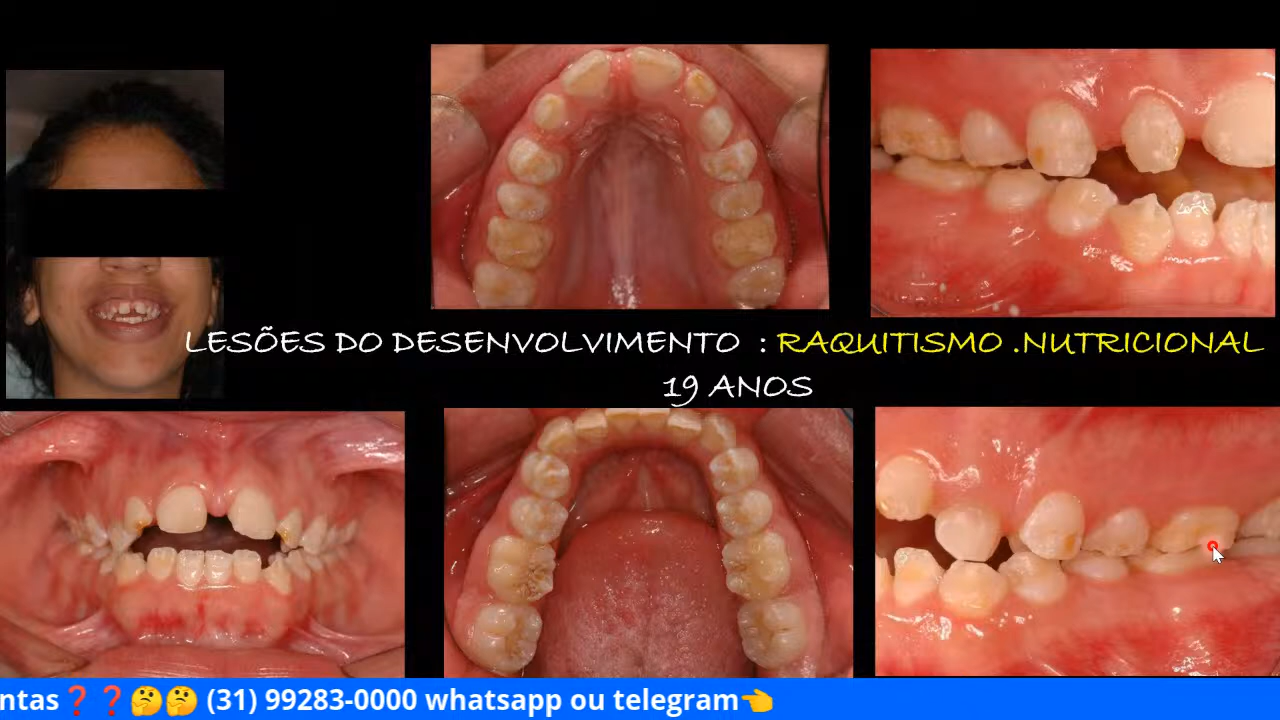 LESÕES DO DESENVOLVIMENTO : RAQUITISMO .NUTRICIONAL
19 ANOS
ntas❓❓🤔🤔 (31) 99283-0000 whatsapp ou telegram👈